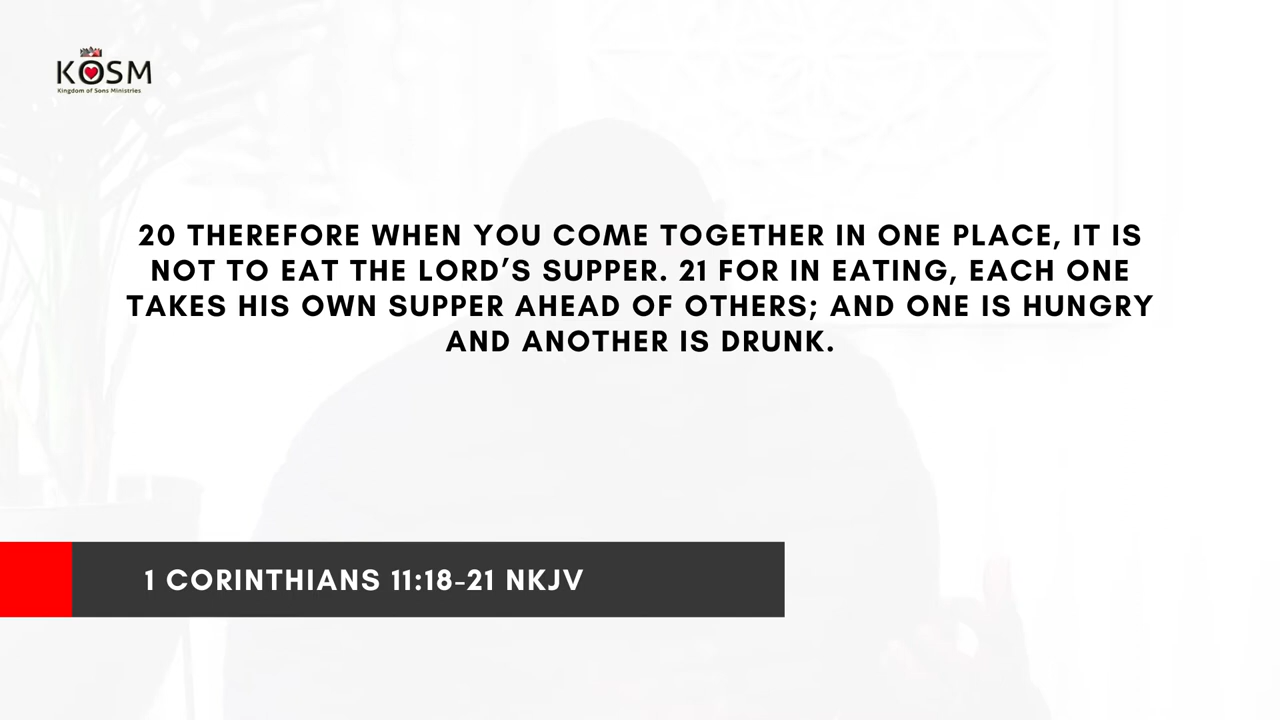 KOSM
Kingdom of Sons Ministries
20 THEREFORE WHEN YOU COME TOGETHER IN ONE PLACE, IT IS
NOT TO EAT THE LORD’S SUPPER. 21 FOR IN EATING, EACH ONE
TAKES HIS OWN SUPPER AHEAD OF OTHERS; AND ONE IS HUNGRY
AND ANOTHER IS DRUNK.
1 CORINTHIANS 11:18-21 NKJV